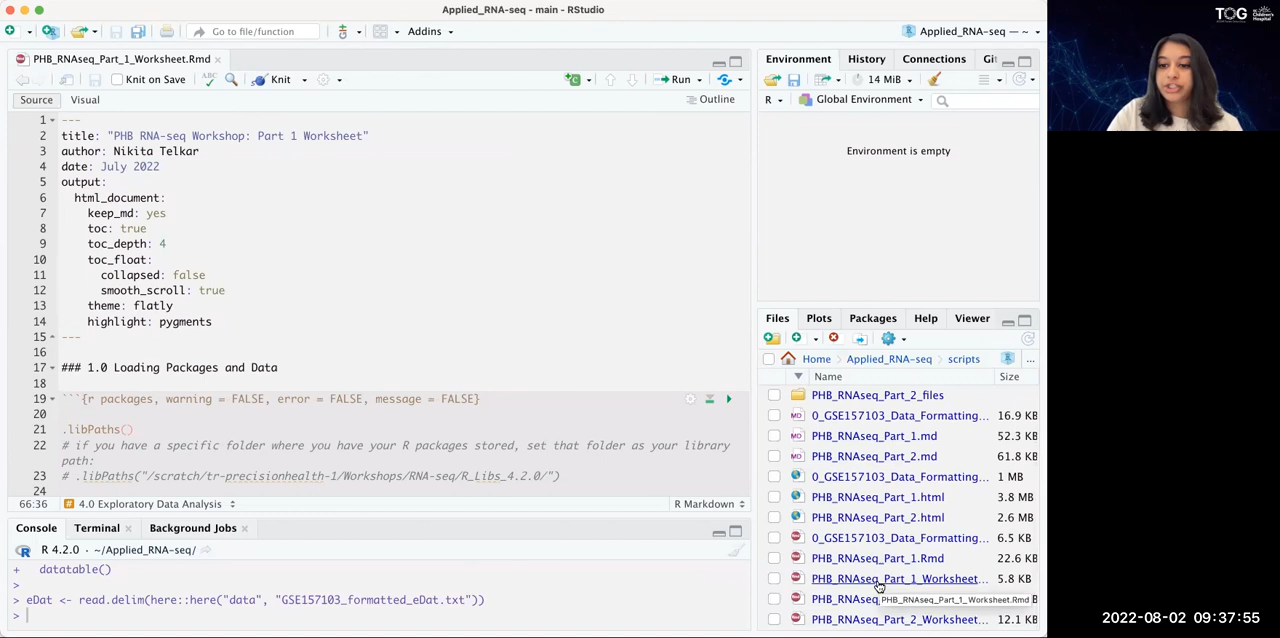 Applied_RNA-seq - main - RStudio
Go to file/function
Addins
Applied_RNA-seq — ~
PHB_RNAseq_Part_1_Worksheet.Rmd
Knit on Save
ABC
Knit
Run
Source
Visual
Outline
1 ---
2 title: "PHB RNA-seq Workshop: Part 1 Worksheet"
3 author: Nikita Telkar
4 date: July 2022
5 output:
6 html_document:
7 keep_md: yes
8 toc: true
9 toc_depth: 4
10 toc_float:
11 collapsed: false
12 smooth_scroll: true
13 theme: flatly
14 highlight: pygments
15 ---
16
17 ### 1.0 Loading Packages and Data
18
19 ```{r packages, warning = FALSE, error = FALSE, message = FALSE}
20
21 .libPaths()
22 # if you have a specific folder where you have your R packages stored, set that folder as your library
path:
23 # .libPaths("/scratch/tr-precisionhealth-1/Workshops/RNA-seq/R_Libs_4.2.0/")
24
66:36
# 4.0 Exploratory Data Analysis
R Markdown
Console
Terminal
Background Jobs
R 4.2.0 · ~/Applied_RNA-seq/
+ datatable()
>
> eDat <- read.delim(here::here("data", "GSE157103_formatted_eDat.txt"))
>
Environment
History
Connections
Git
14 MiB
R
Global Environment
Environment is empty
Files
Plots
Packages
Help
Viewer
Home
Applied_RNA-seq
scripts
...
Name
Size
PHB_RNAseq_Part_2_files
0_GSE157103_Data_Formatting... 16.9 KB
PHB_RNAseq_Part_1.md 52.3 KB
PHB_RNAseq_Part_2.md 61.8 KB
0_GSE157103_Data_Formatting... 1 MB
PHB_RNAseq_Part_1.html 3.8 MB
PHB_RNAseq_Part_2.html 2.6 MB
0_GSE157103_Data_Formatting... 6.5 KB
PHB_RNAseq_Part_1.Rmd 22.6 KB
PHB_RNAseq_Part_1_Worksheet... 5.8 KB
PHB_RNAseq
PHB_RNAseq_Part_1_Worksheet.Rmd
PHB_RNAseq_Part_2_Worksheet... 12.1 KB
TOG
BC Children's
Hospital
2022-08-02 09:37:55